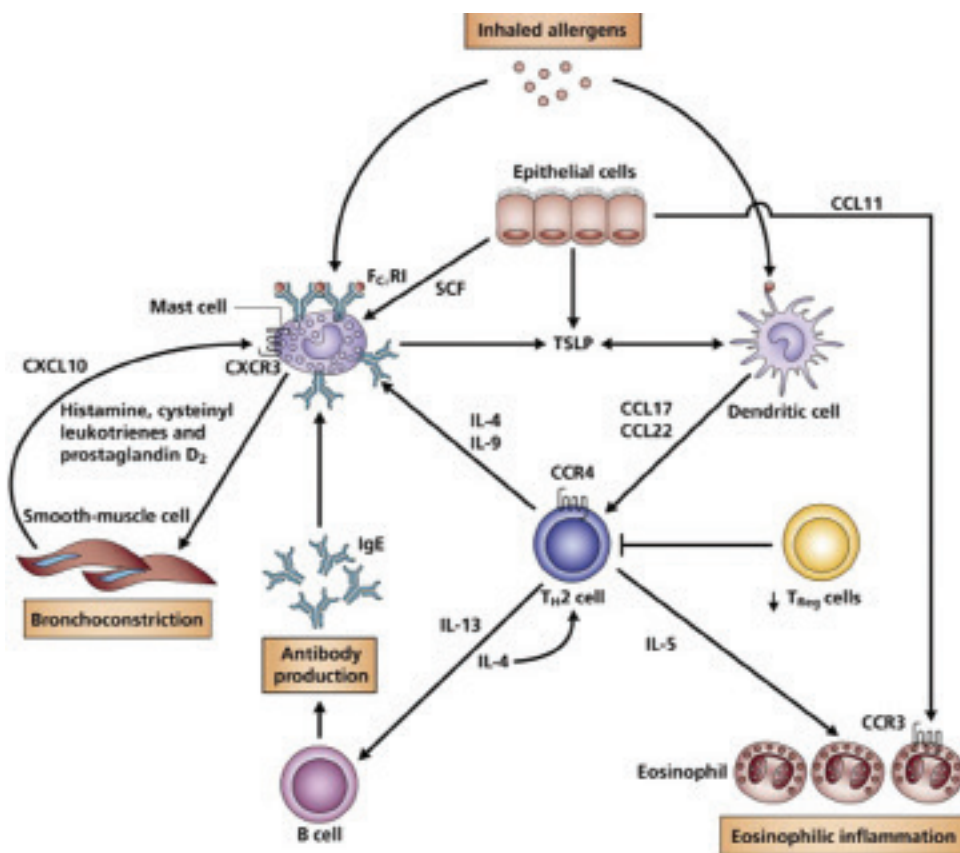 Inhaled allergens
Epithelial cells
CCL11
FcεRI
SCF
Mast cell
TSLP
CXCL10
CXCR3
Dendritic cell
Histamine, cysteinyl
leukotrienes and
prostaglandin D2
IL-4
IL-9
CCL17
CCL22
CCR4
Smooth-muscle cell
IgE
TH2 cell
↓ TReg cells
Bronchoconstriction
IL-13
IL-4
IL-5
Antibody
production
CCR3
Eosinophil
B cell
Eosinophilic inflammation